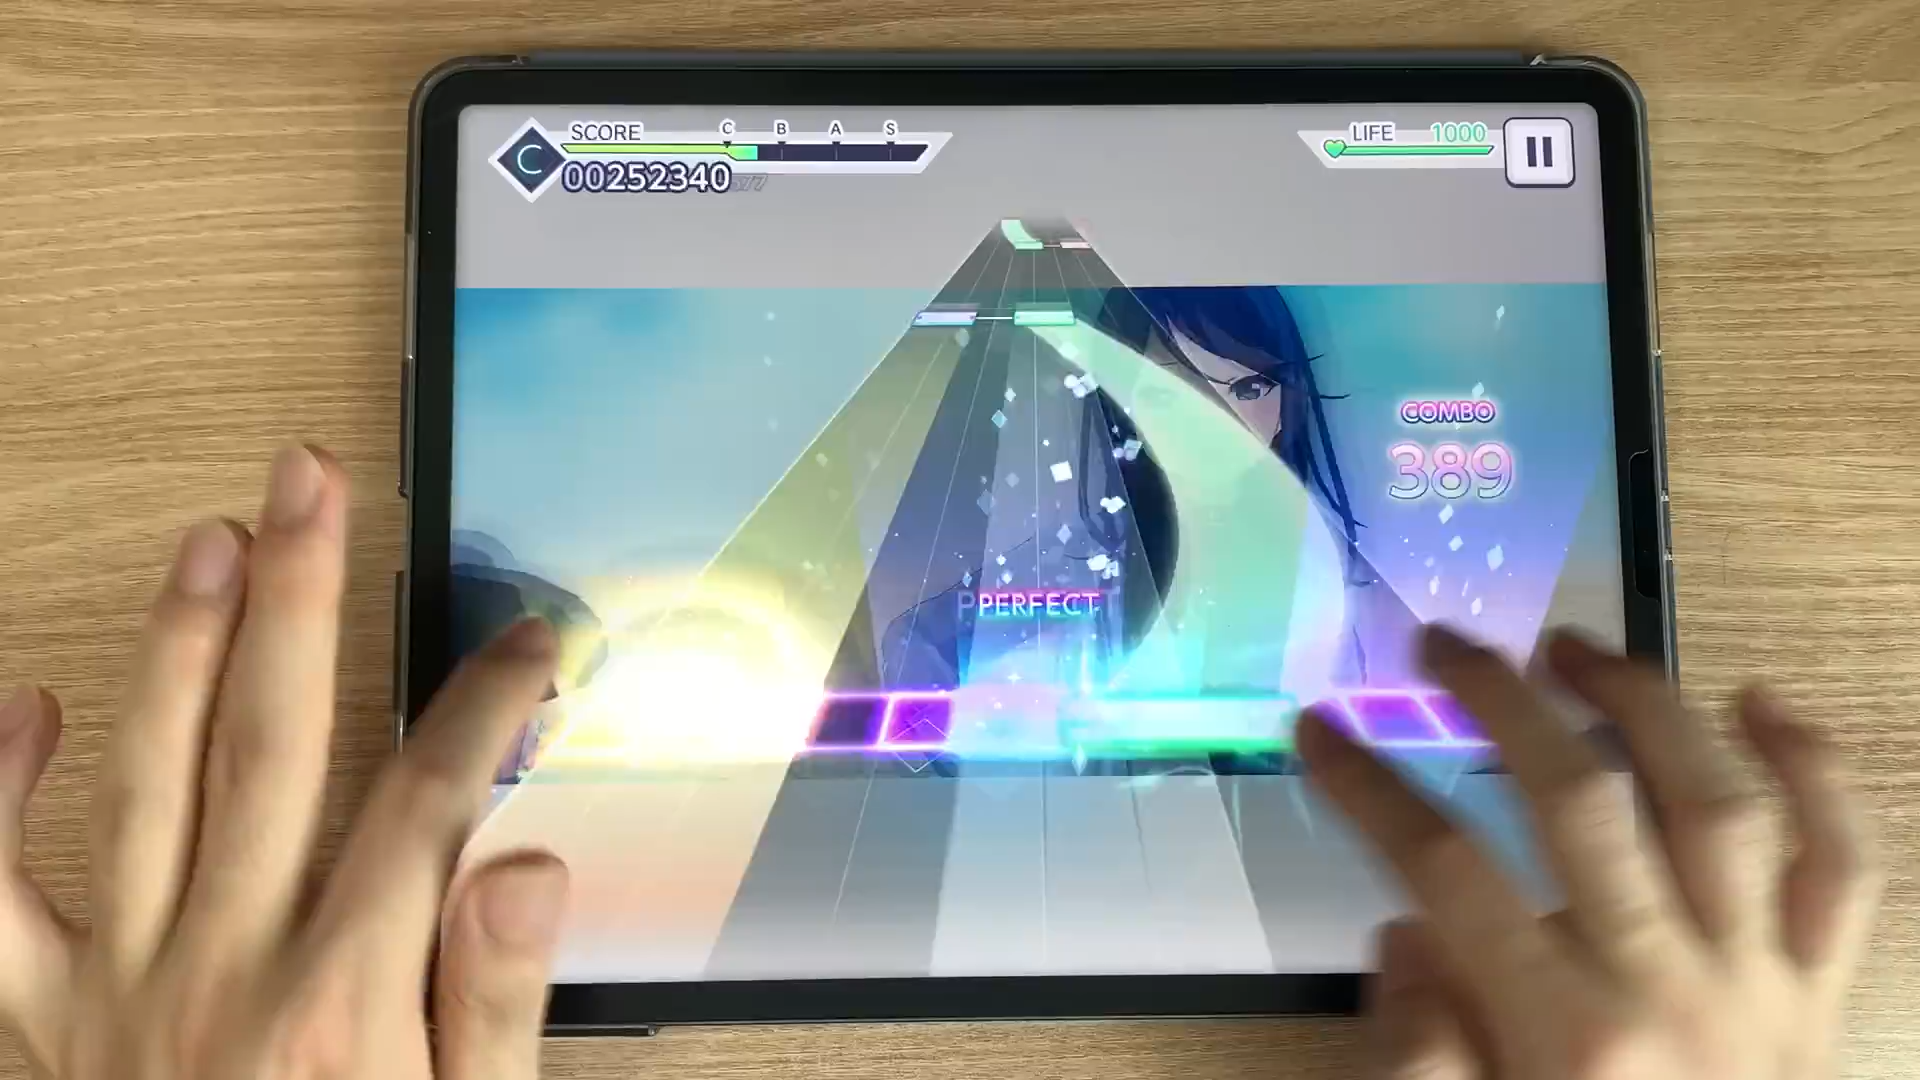 SCORE
C B A S
C
00252340
LIFE 1000
COMBO
389
PERFECT